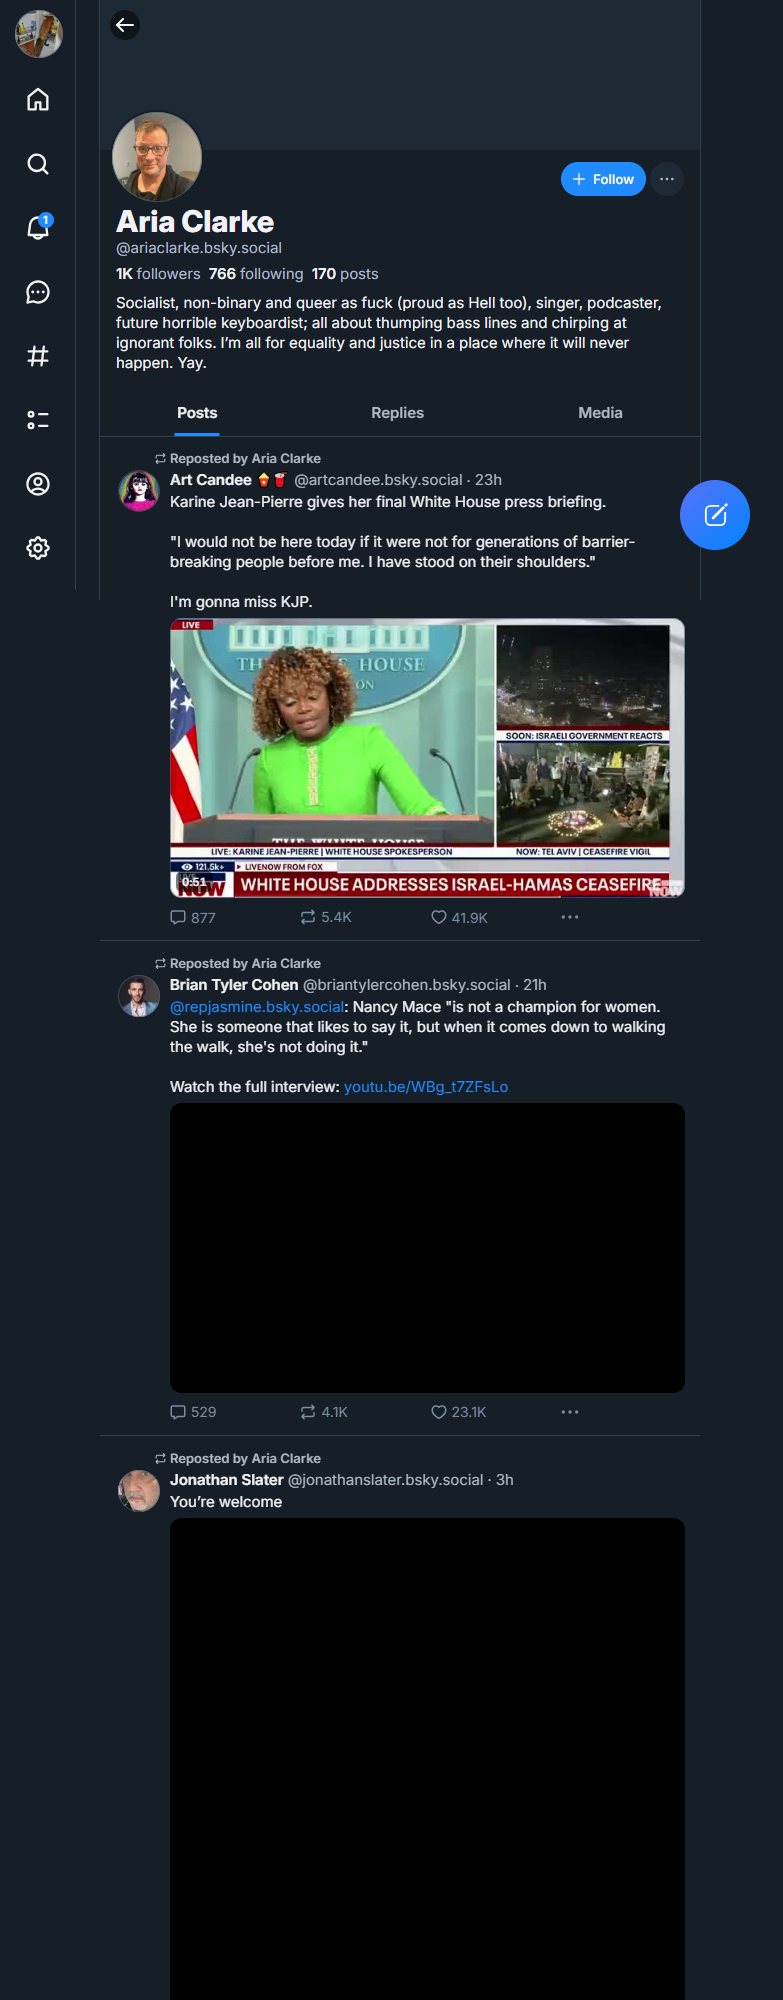 1
+ Follow
Aria Clarke
@ariaclarke.bsky.social
1K followers 766 following 170 posts
Socialist, non-binary and queer as fuck (proud as Hell too), singer, podcaster,
future horrible keyboardist; all about thumping bass lines and chirping at
ignorant folks. I’m all for equality and justice in a place where it will never
happen. Yay.
Posts Replies Media
Reposted by Aria Clarke
Art Candee 🍿🥤 @artcandee.bsky.social · 23h
Karine Jean-Pierre gives her final White House press briefing.
"I would not be here today if it were not for generations of barrier-
breaking people before me. I have stood on their shoulders."
I'm gonna miss KJP.
LIVE
THE HOUSE
ON
SOON: ISRAELI GOVERNMENT REACTS
THE WHITE HOUSE
LIVE: KARINE JEAN-PIERRE | WHITE HOUSE SPOKESPERSON
NOW: TEL AVIV | CEASEFIRE VIGIL
121.5k+
LIVENOW FROM FOX
0:51
LIVE
NOW
WHITE HOUSE ADDRESSES ISRAEL-HAMAS CEASEFIRE
NOW
877 5.4K 41.9K ...
Reposted by Aria Clarke
Brian Tyler Cohen @briantylercohen.bsky.social · 21h
@repjasmine.bsky.social: Nancy Mace "is not a champion for women.
She is someone that likes to say it, but when it comes down to walking
the walk, she's not doing it."
Watch the full interview: youtu.be/WBg_t7ZFsLo
529 4.1K 23.1K ...
Reposted by Aria Clarke
Jonathan Slater @jonathanslater.bsky.social · 3h
You’re welcome